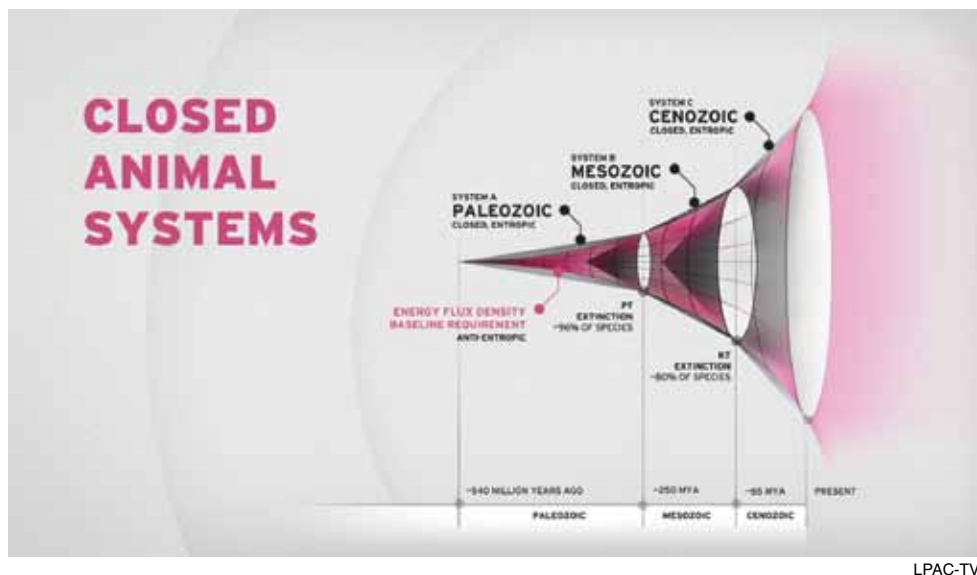 CLOSED
ANIMAL
SYSTEMS
SYSTEM C
CENOZOIC
CLOSED, ENTROPIC
SYSTEM B
MESOZOIC
CLOSED, ENTROPIC
SYSTEM A
PALEOZOIC
CLOSED, ENTROPIC
ENERGY FLUX DENSITY
BASELINE REQUIREMENT
ANTI-ENTROPIC
PT
EXTINCTION
~96% OF SPECIES
KT
EXTINCTION
~80% OF SPECIES
~540 MILLION YEARS AGO
~250 MYA
~65 MYA
PRESENT
PALEOZOIC
MESOZOIC
CENOZOIC
LPAC-TV